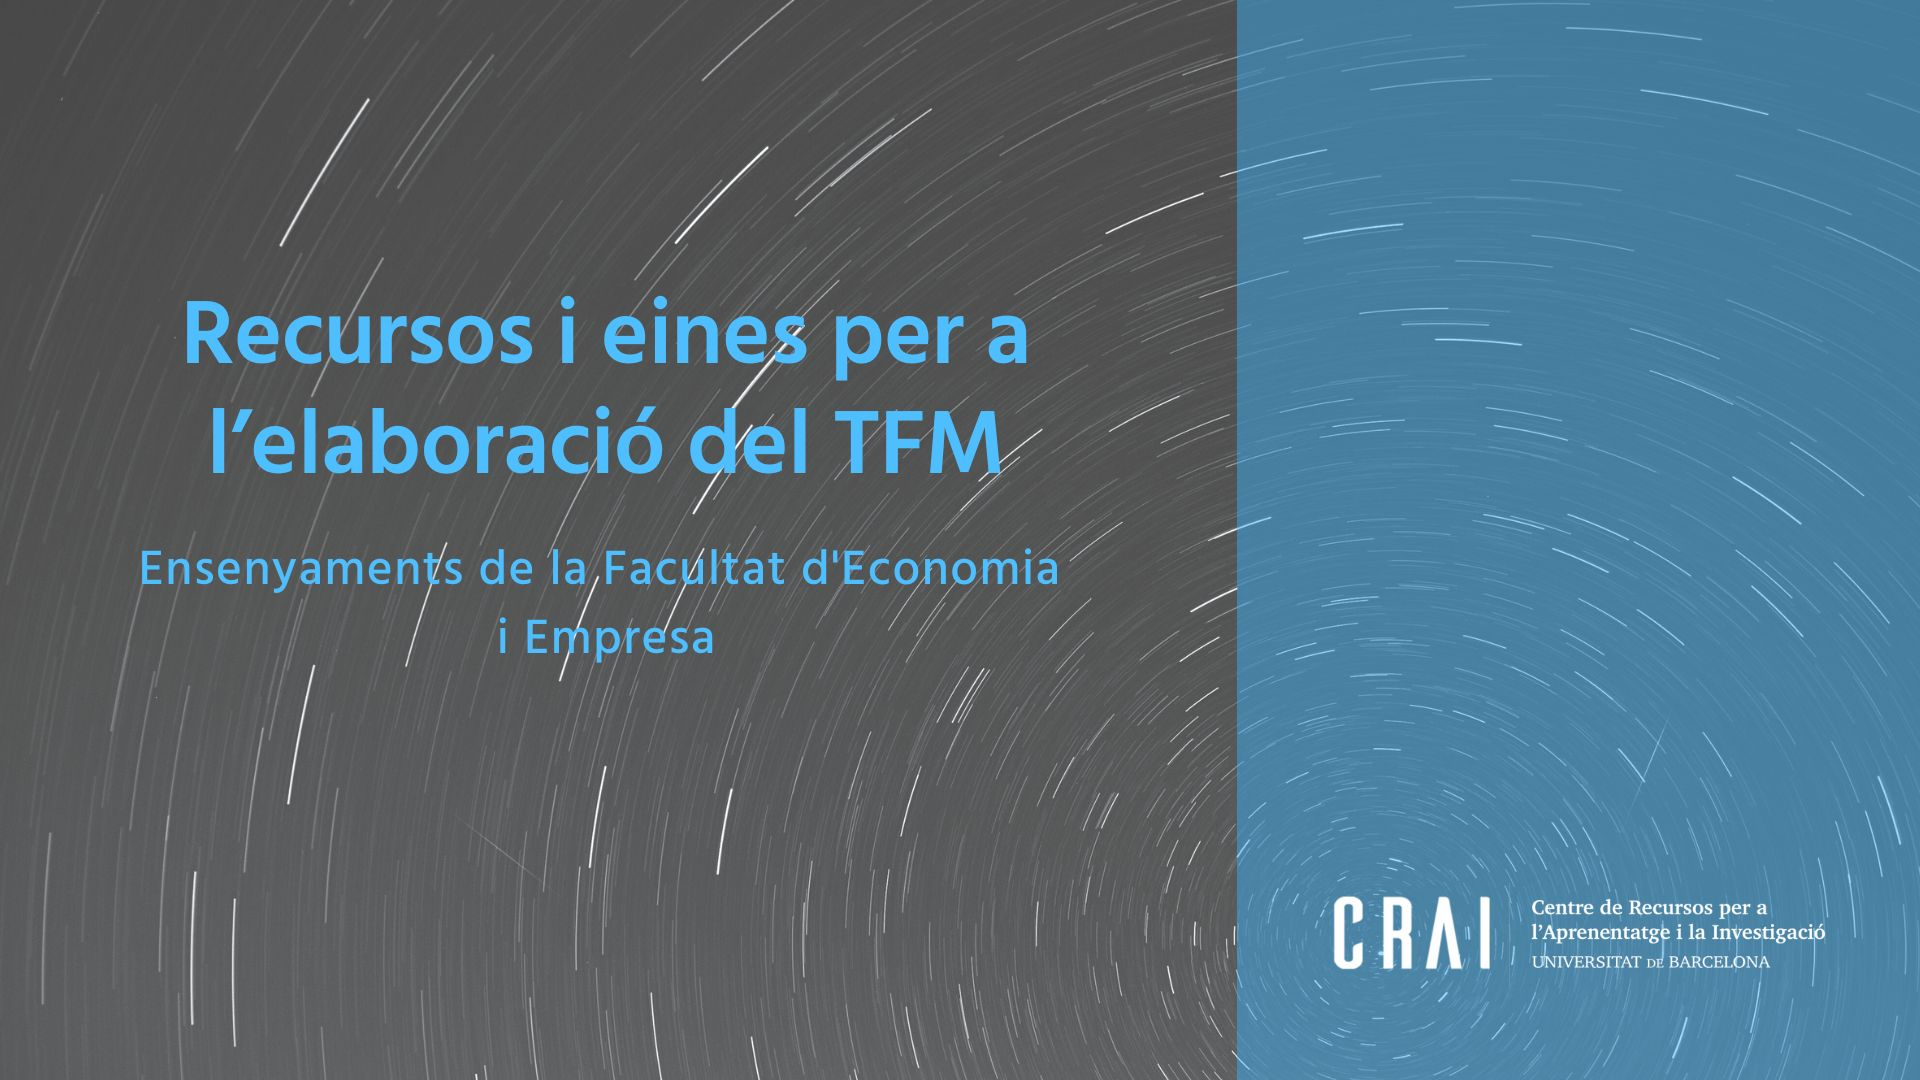 Recursos i eines per a
l’elaboració del TFM
Ensenyaments de la Facultat d'Economia
i Empresa
CRAI
Centre de Recursos per a
l’Aprenentatge i la Investigació
UNIVERSITAT DE BARCELONA